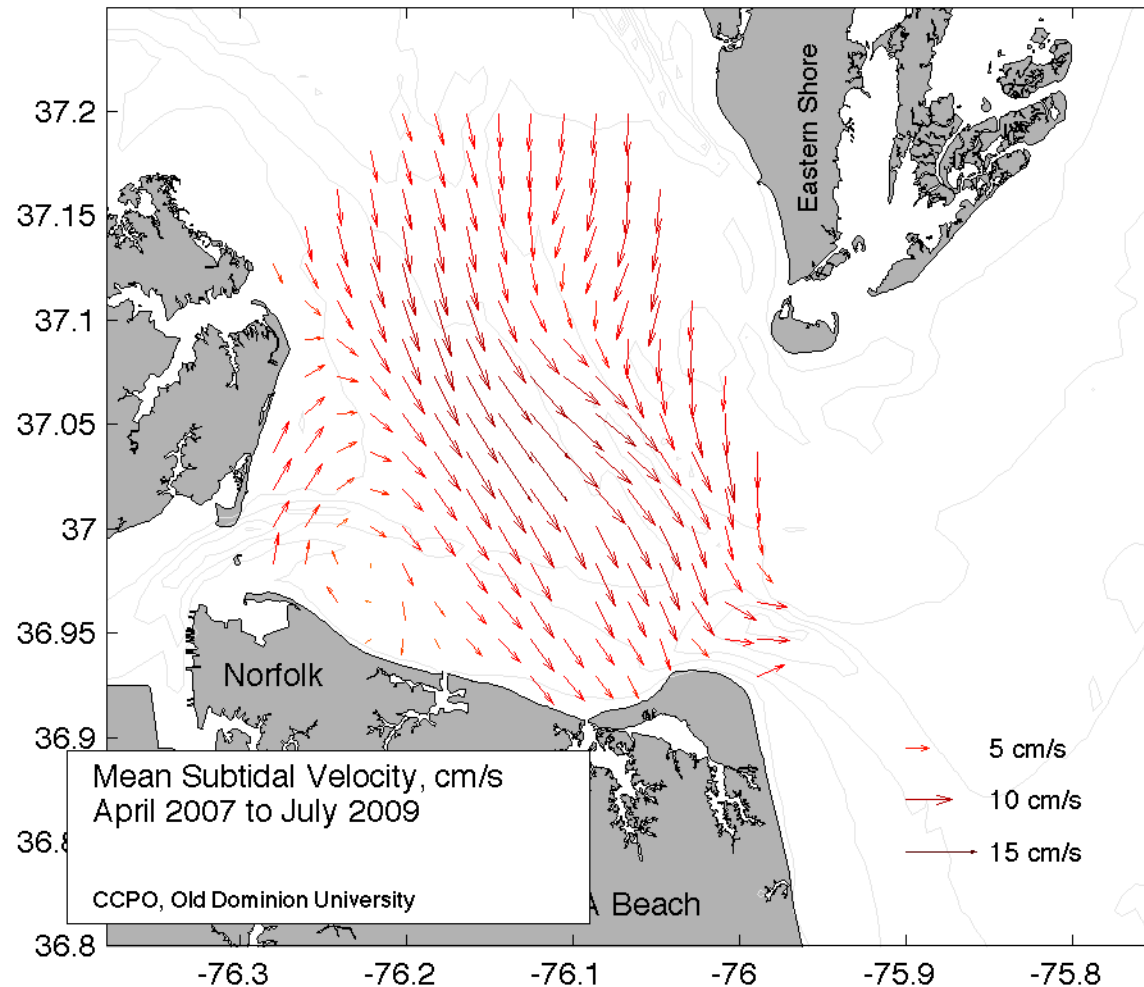 Eastern Shore
37.2
37.15
37.1
37.05
37
36.95
36.9
36.8
36.8
Norfolk
5 cm/s
10 cm/s
15 cm/s
Mean Subtidal Velocity, cm/s
April 2007 to July 2009
CCPO, Old Dominion University
Beach
-76.3 -76.2 -76.1 -76 -75.9 -75.8